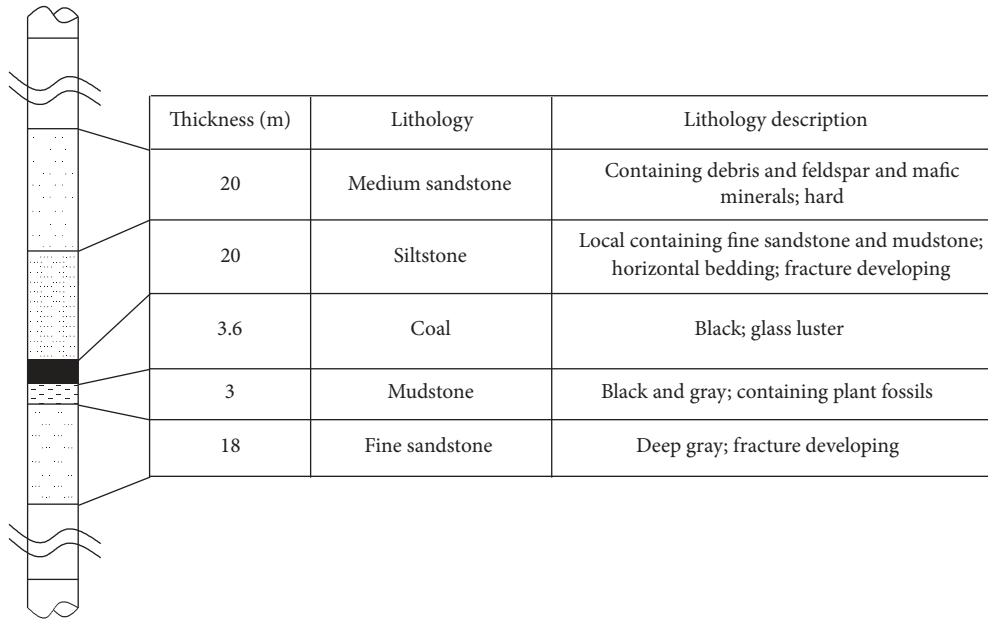 Thickness (m) Lithology Lithology description
20 Medium sandstone Containing debris and feldspar and mafic
minerals; hard
20 Siltstone Local containing fine sandstone and mudstone;
horizontal bedding; fracture developing
3.6 Coal Black; glass luster
3 Mudstone Black and gray; containing plant fossils
18 Fine sandstone Deep gray; fracture developing